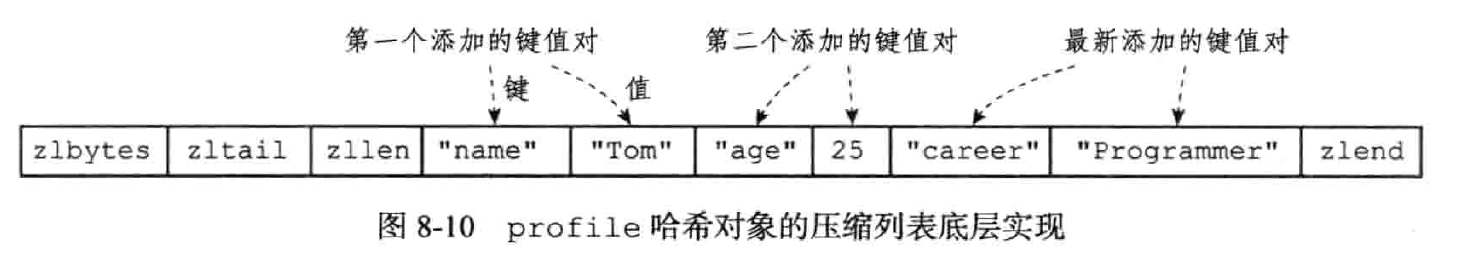 第一个添加的键值对 第二个添加的键值对 最新添加的键值对
键 值
zlbytes zltail zllen "name" "Tom" "age" 25 "career" "Programmer" zlend
图 8-10 profile 哈希对象的压缩列表底层实现